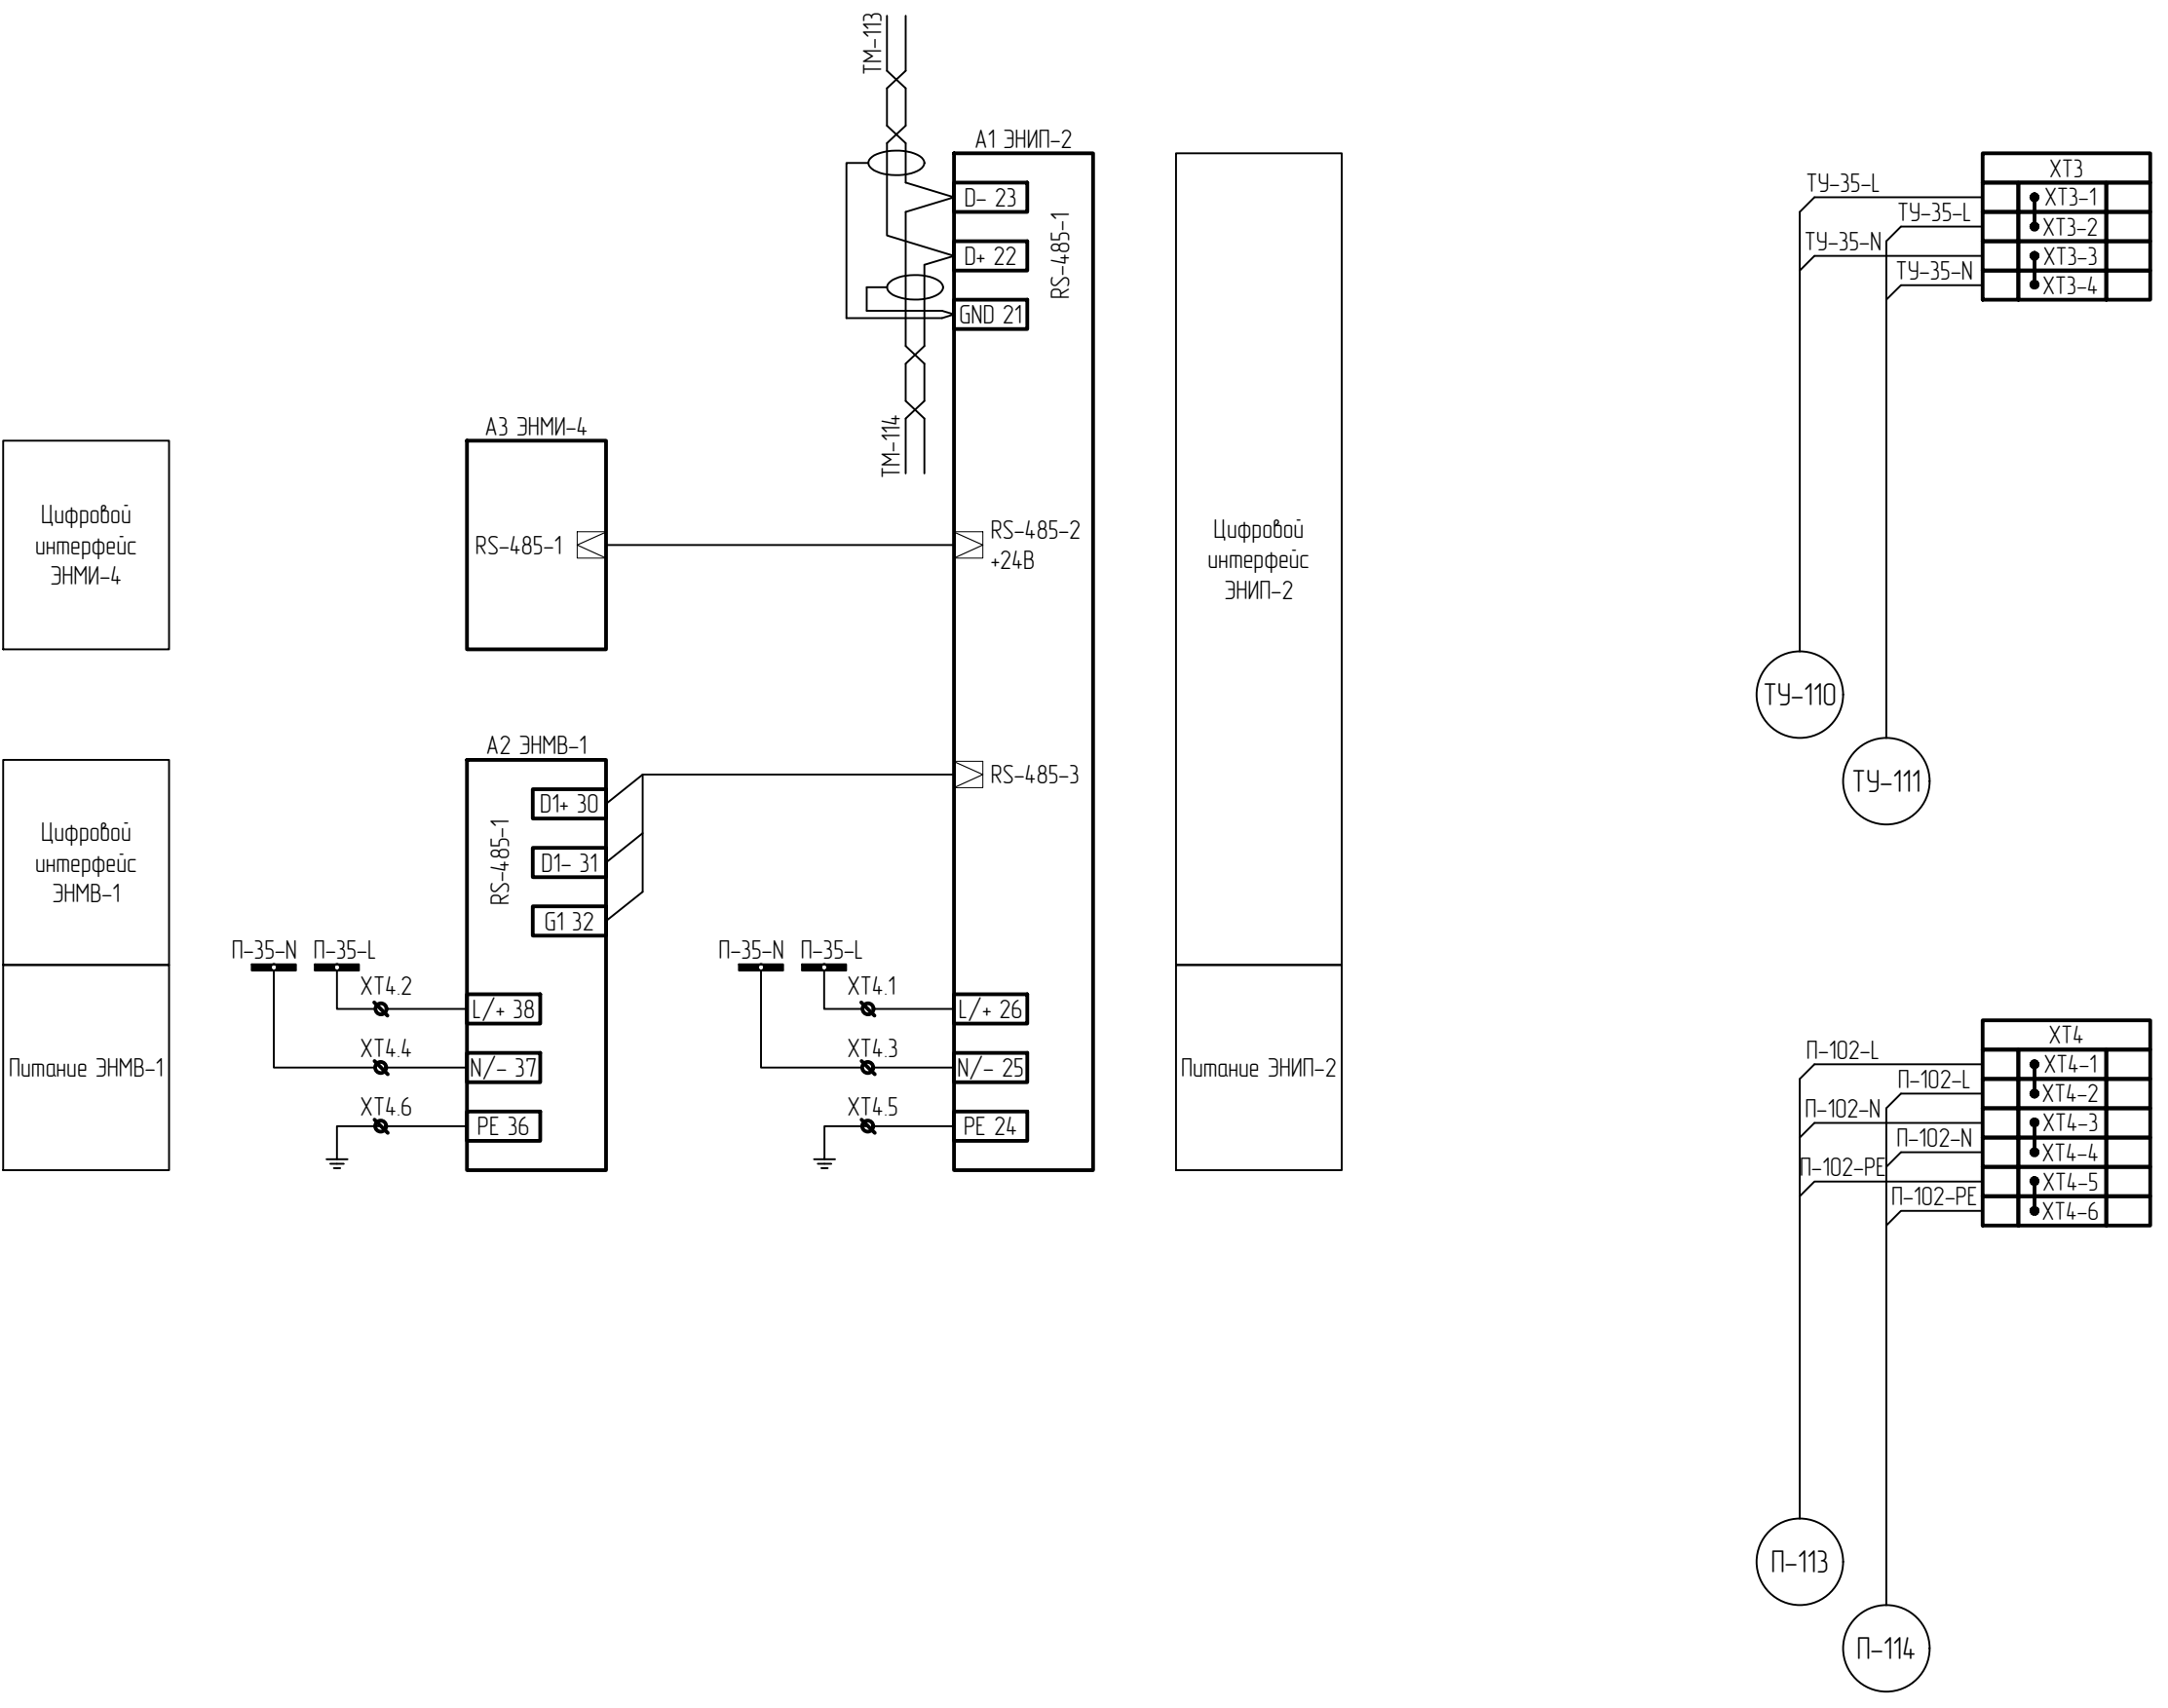 ТМ-113
А1 ЭНИП-2
D- 23
D+ 22
GND 21
RS-485-1
ТМ-114
А3 ЭНМИ-4
RS-485-1
RS-485-2
+24В
Цифровой
интерфейс
ЭНМИ-4
Цифровой
интерфейс
ЭНИП-2
А2 ЭНМВ-1
D1+ 30
D1- 31
G1 32
RS-485-1
RS-485-3
Цифровой
интерфейс
ЭНМВ-1
П-35-N
П-35-L
ХТ4.2
L/+ 38
ХТ4.4
N/- 37
ХТ4.6
PE 36
Питание ЭНМВ-1
П-35-N
П-35-L
ХТ4.1
L/+ 26
ХТ4.3
N/- 25
ХТ4.5
PE 24
Питание ЭНИП-2
ХТ3
ТУ-35-L
ХТ3-1
ТУ-35-L
ХТ3-2
ТУ-35-N
ХТ3-3
ТУ-35-N
ХТ3-4
ТУ-110
ТУ-111
ХТ4
П-102-L
ХТ4-1
П-102-L
ХТ4-2
П-102-N
ХТ4-3
П-102-N
ХТ4-4
П-102-PE
ХТ4-5
П-102-PE
ХТ4-6
П-113
П-114